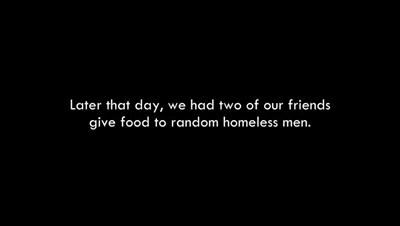 Later that day, we had two of our friends
give food to random homeless men.